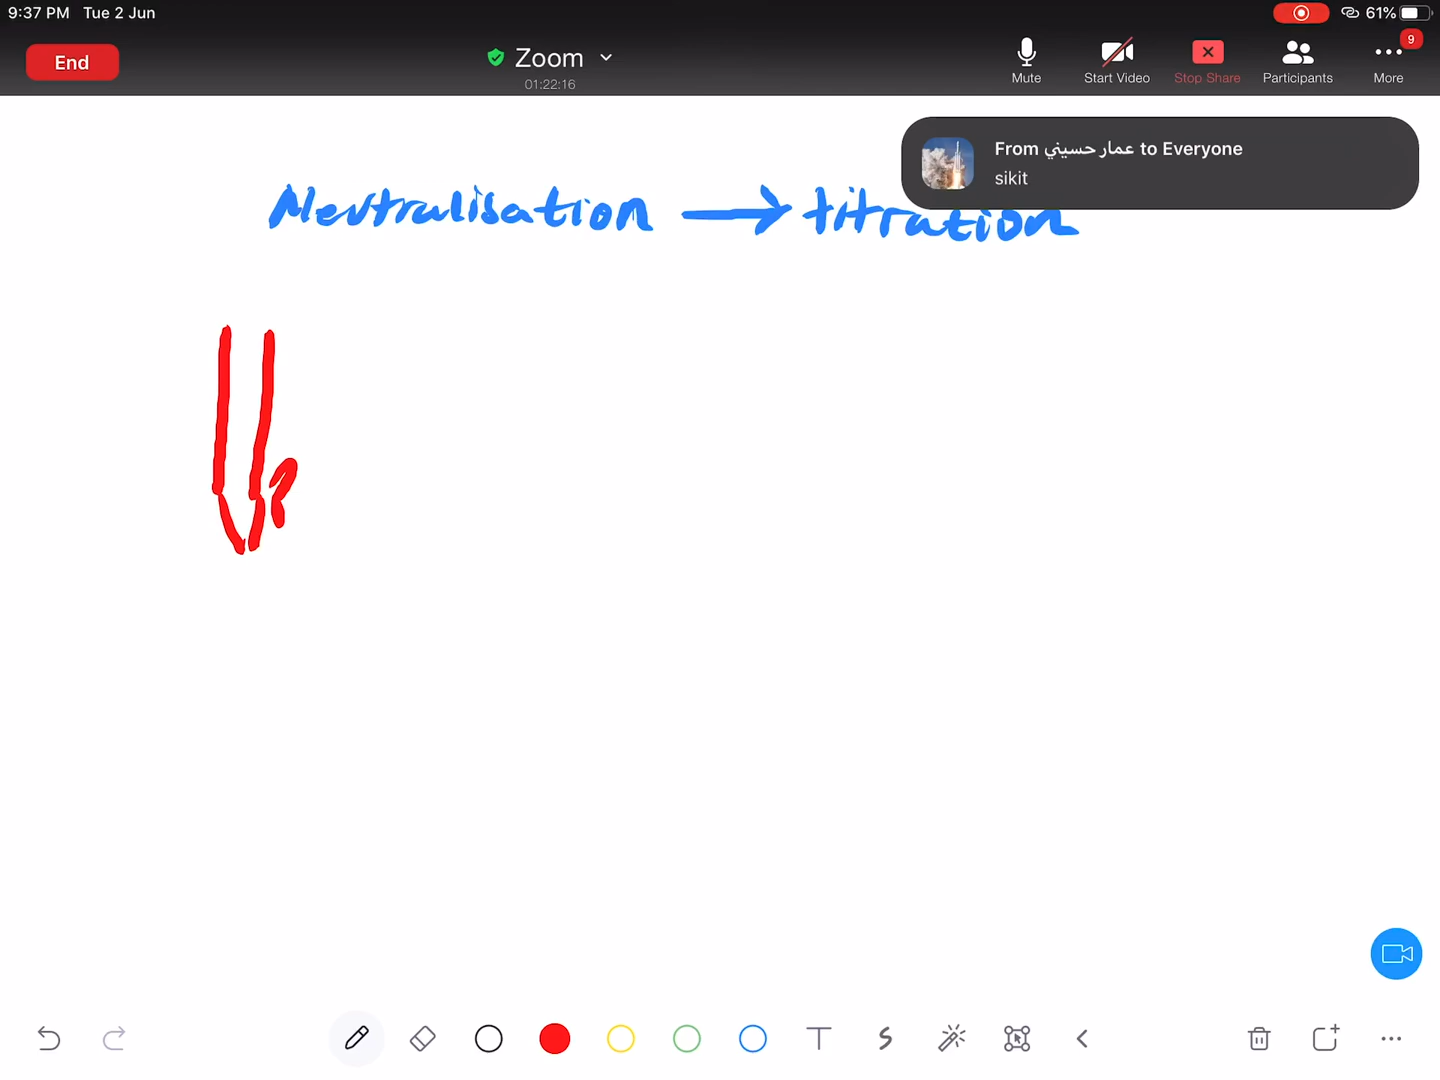 9:37 PM Tue 2 Jun 61%
End
Zoom
01:22:16
Mute
Start Video
Stop Share
Participants
9
More
From عمار حسيني to Everyone
sikit
Neutralisation → titration
T